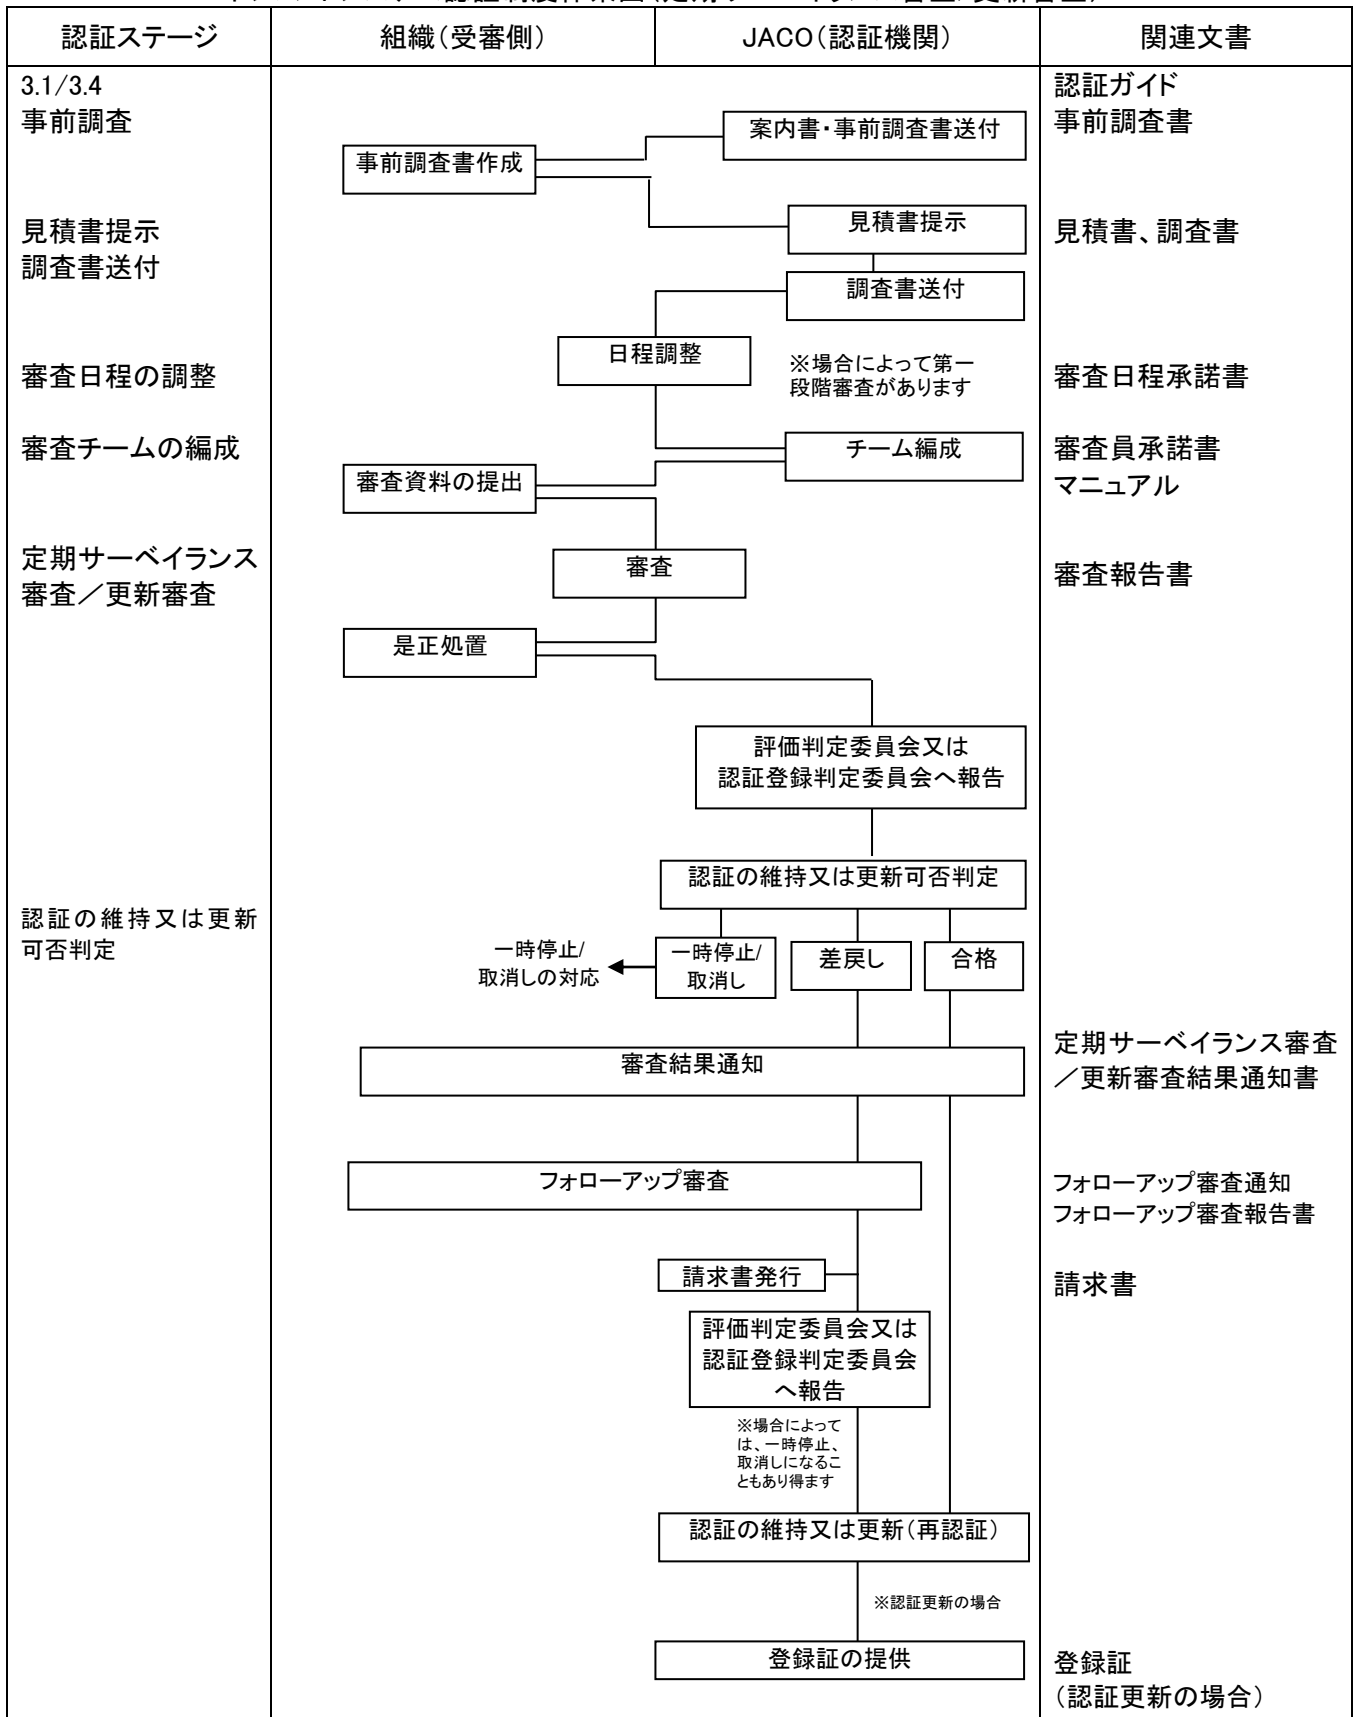 認証ステージ
組織（受審側）
JACO（認証機関）
関連文書
3.1/3.4
事前調査
認証ガイド
事前調査書
案内書・事前調査書送付
事前調査書作成
見積書提示
調査書送付
見積書提示
見積書、調査書
調査書送付
日程調整
※場合によって第一
段階審査があります
審査日程の調整
審査日程承諾書
審査チームの編成
チーム編成
審査員承諾書
マニュアル
審査資料の提出
定期サーベイランス
審査／更新審査
審査
審査報告書
是正処置
評価判定委員会又は
認証登録判定委員会へ報告
認証の維持又は更新可否判定
認証の維持又は更新
可否判定
一時停止/
取消しの対応
一時停止/
取消し
差戻し
合格
審査結果通知
定期サーベイランス審査
／更新審査結果通知書
フォローアップ審査
フォローアップ審査通知
フォローアップ審査報告書
請求書発行
請求書
評価判定委員会又は
認証登録判定委員会
へ報告
※場合によって
は、一時停止、
取消しになるこ
ともあり得ます
認証の維持又は更新（再認証）
※認証更新の場合
登録証の提供
登録証
（認証更新の場合）